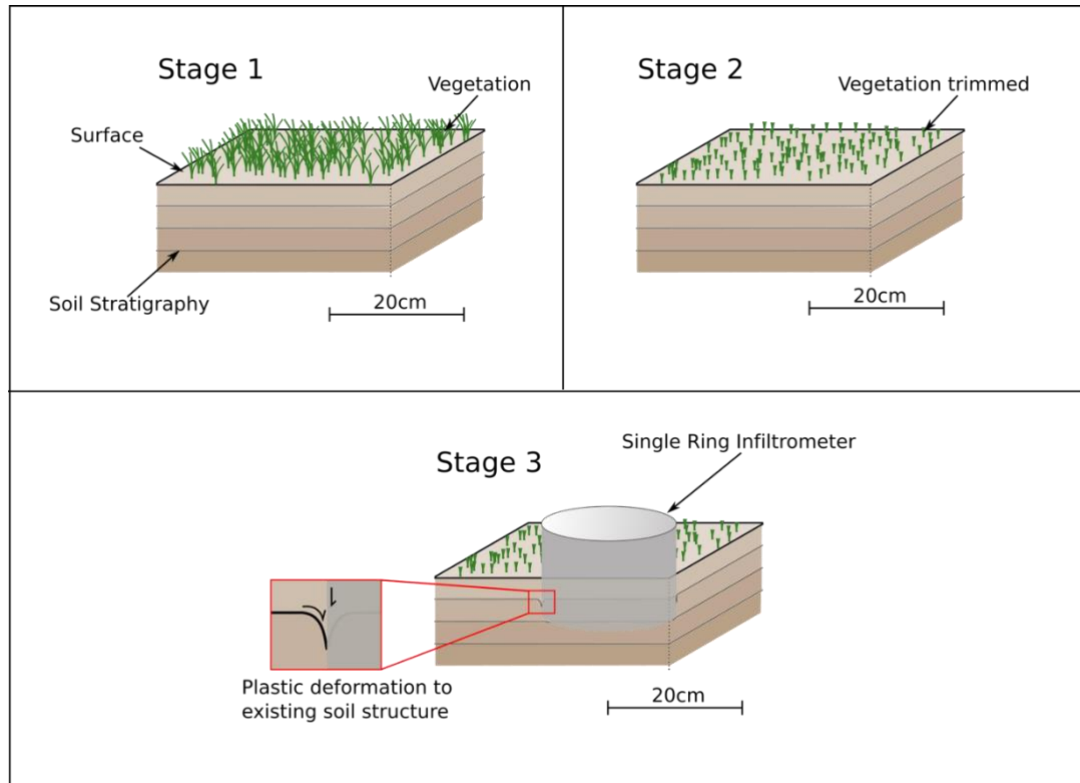 Stage 1
Vegetation
Surface
Soil Stratigraphy
20cm
Stage 2
Vegetation trimmed
20cm
Stage 3
Single Ring Infiltrometer
Plastic deformation to
existing soil structure
20cm